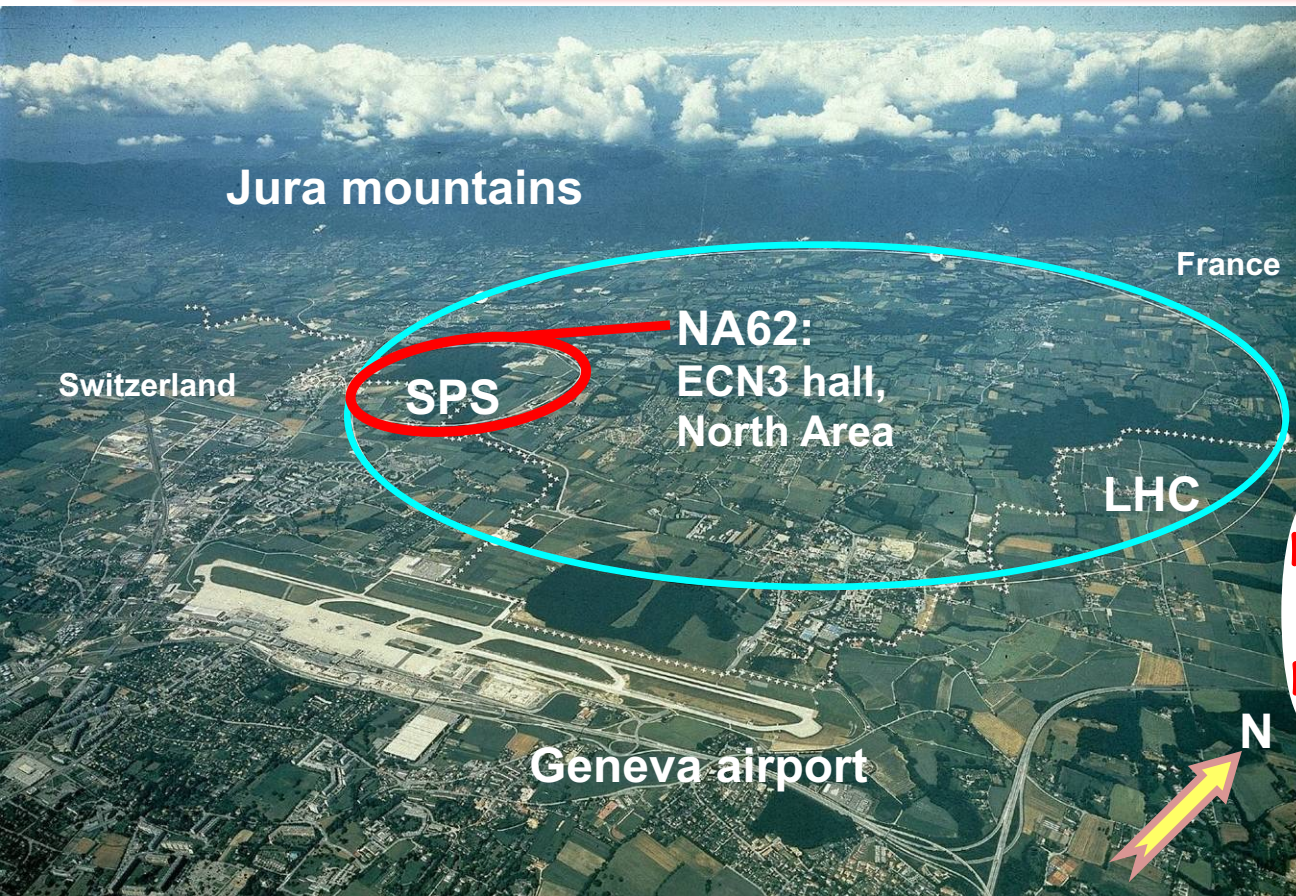 Jura mountains
France
NA62:
ECN3 hall,
North Area
Switzerland
SPS
LHC
N
Geneva airport